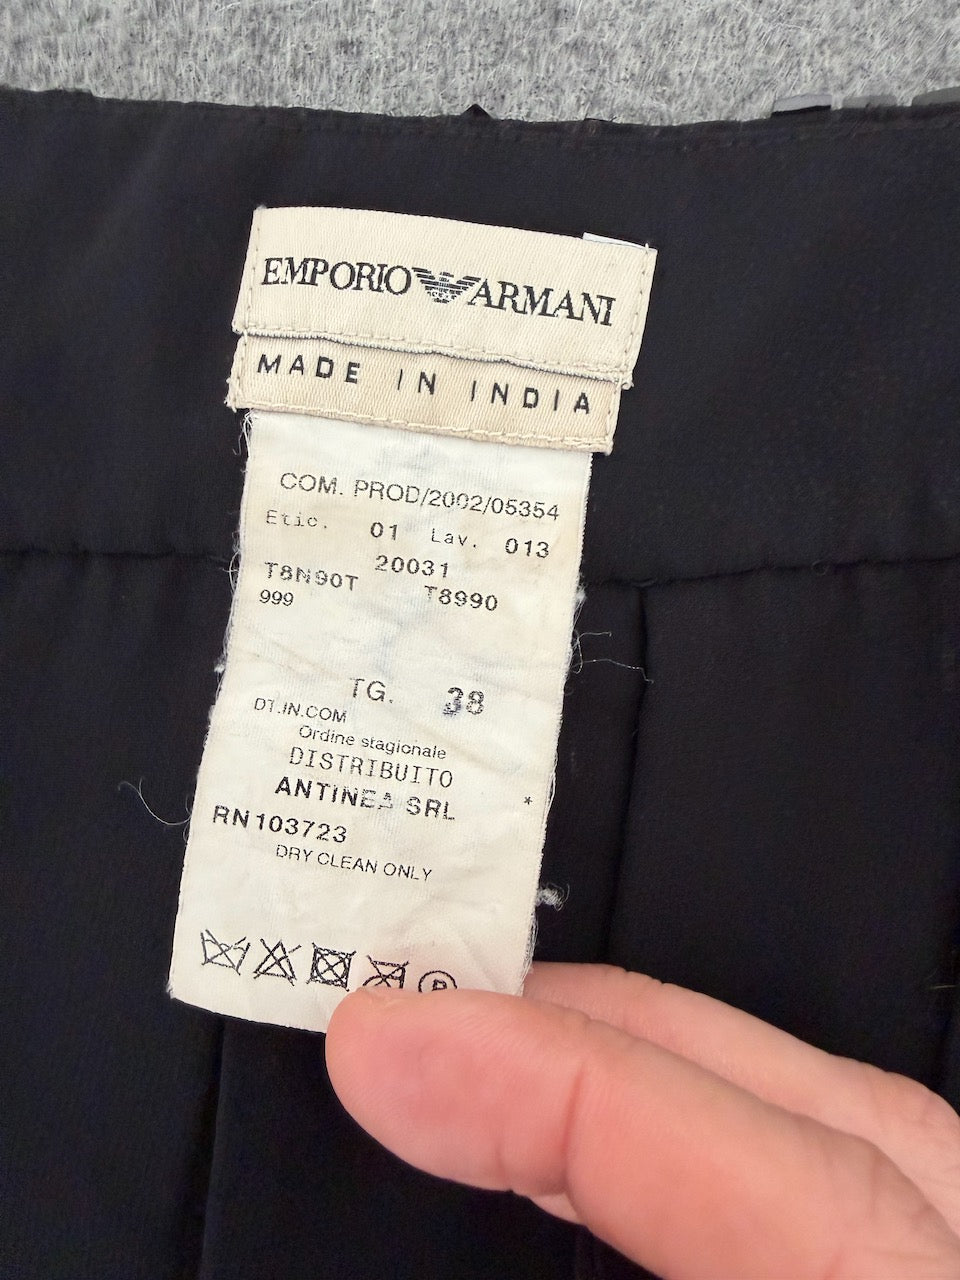 EMPORIO ARMANI
MADE IN INDIA
COM. PROD/2002/05354
Etic. 01 Lav. 013
20031
T8N90T T8990
999
TG. 38
DT.IN.COM
Ordine stagionale
DISTRIBUITO
ANTINEA SRL *
RN103723
DRY CLEAN ONLY
P